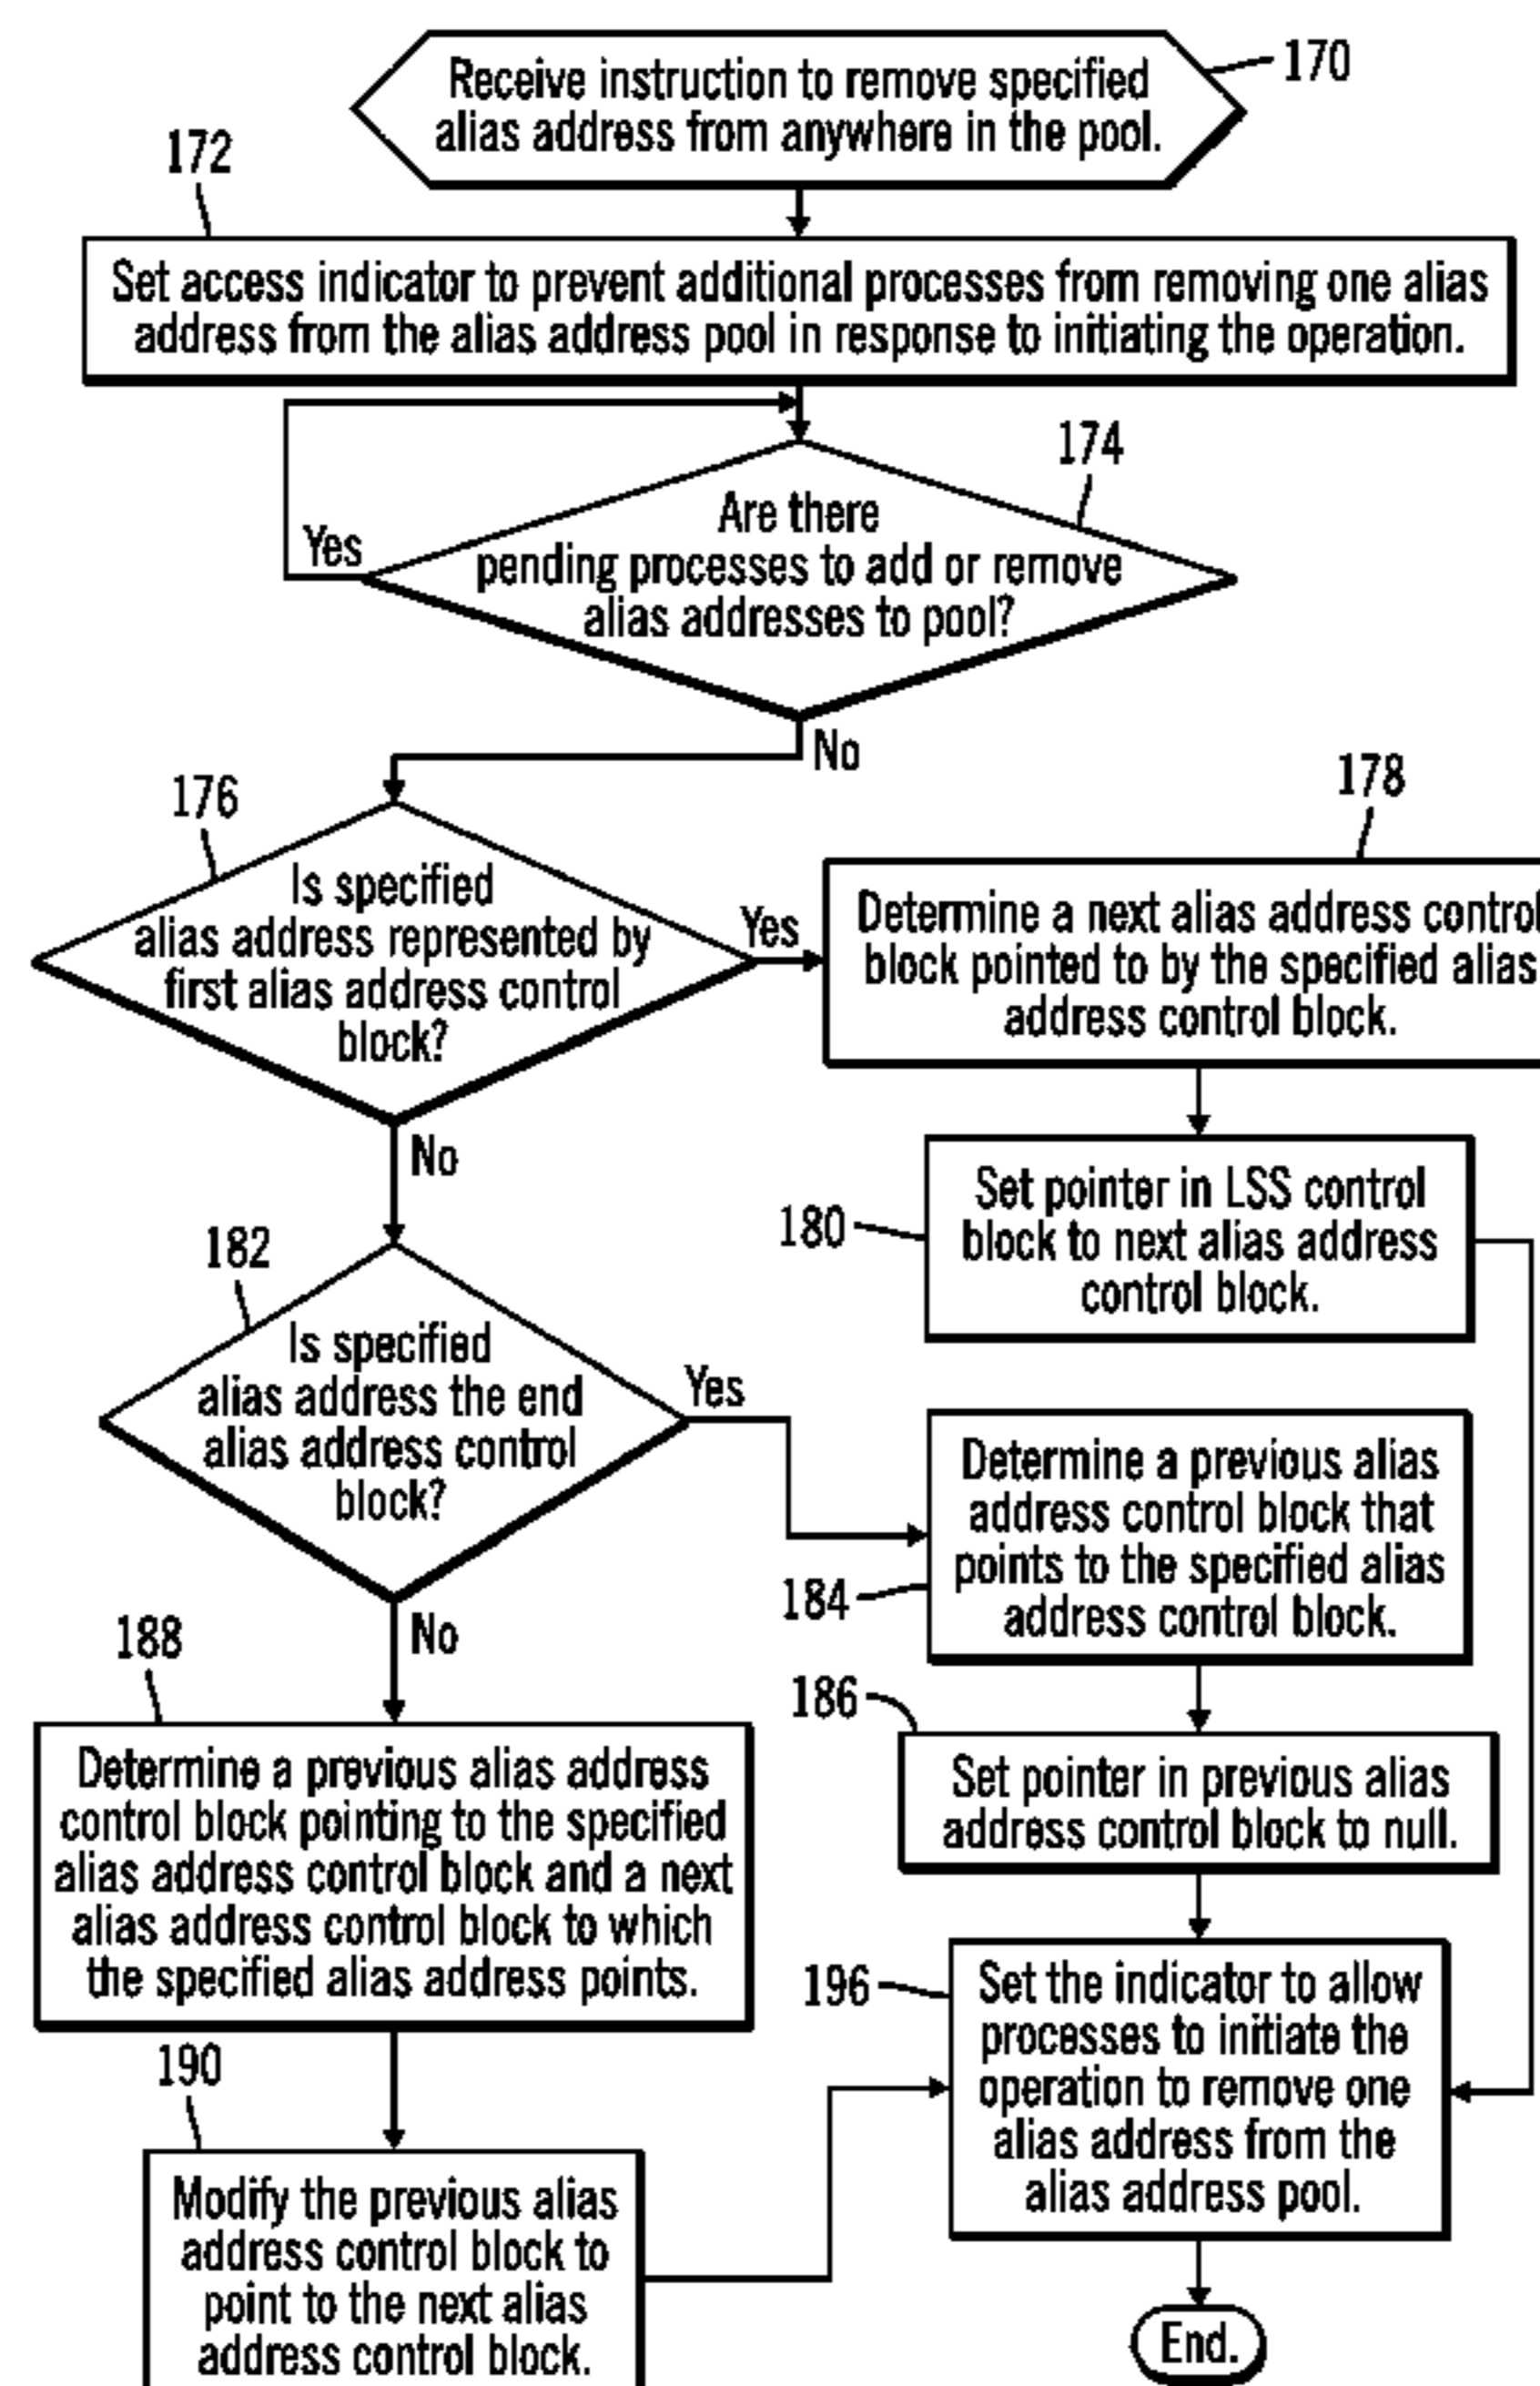 Receive instruction to remove specified
alias address from anywhere in the pool.
170
172
Set access indicator to prevent additional processes from removing one alias
address from the alias address pool in response to initiating the operation.
174
Are there
pending processes to add or remove
alias addresses to pool?
Yes
No
176
Is specified
alias address represented by
first alias address control
block?
Yes
No
178
Determine a next alias address control
block pointed to by the specified alias
address control block.
180
Set pointer in LSS control
block to next alias address
control block.
182
Is specified
alias address the end
alias address control
block?
Yes
No
184
Determine a previous alias
address control block that
points to the specified alias
address control block.
186
Set pointer in previous alias
address control block to null.
188
Determine a previous alias address
control block pointing to the specified
alias address control block and a next
alias address control block to which
the specified alias address points.
190
Modify the previous alias
address control block to
point to the next alias
address control block.
196
Set the indicator to allow
processes to initiate the
operation to remove one
alias address from the
alias address pool.
End.